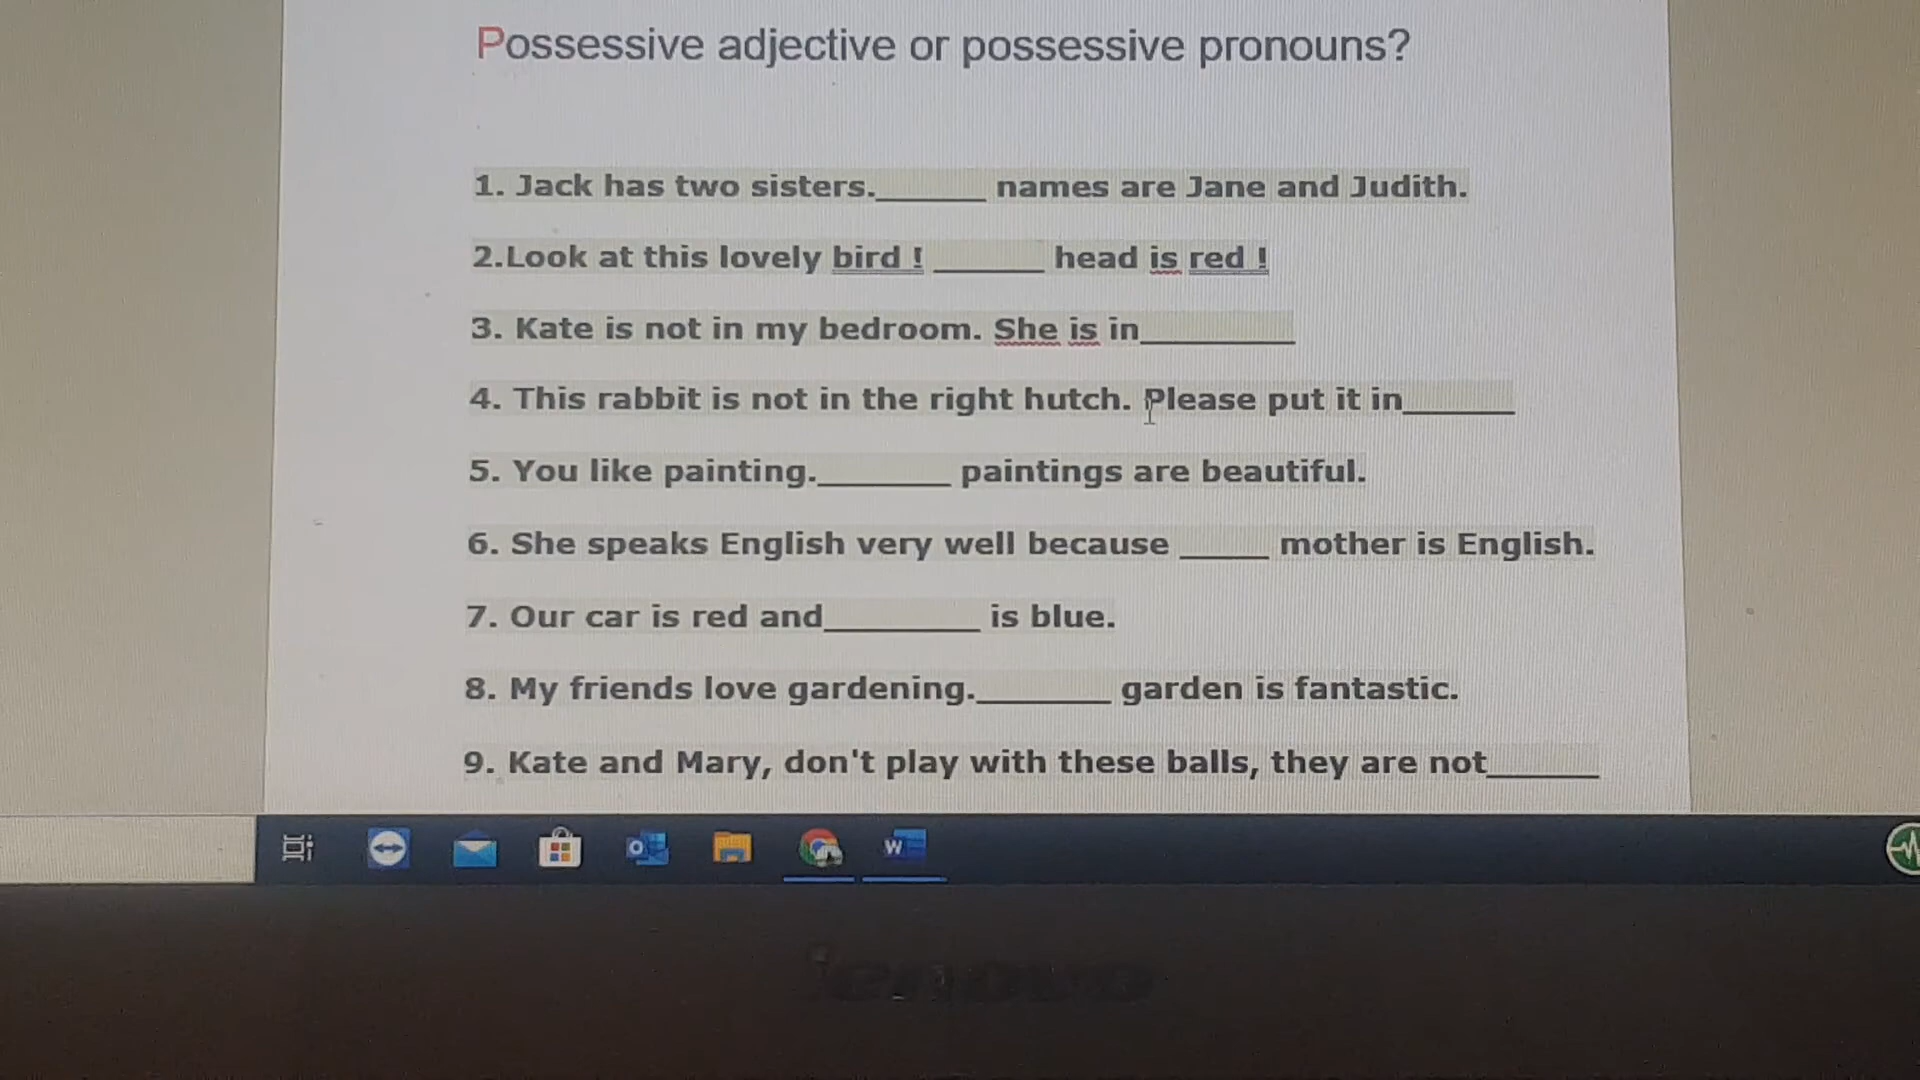 Possessive adjective or possessive pronouns?
1. Jack has two sisters.______ names are Jane and Judith.
2.Look at this lovely bird ! ______ head is red !
3. Kate is not in my bedroom. She is in________
4. This rabbit is not in the right hutch. Please put it in______
5. You like painting._______ paintings are beautiful.
6. She speaks English very well because _____ mother is English.
7. Our car is red and________ is blue.
8. My friends love gardening._______ garden is fantastic.
9. Kate and Mary, don't play with these balls, they are not______
lenovo